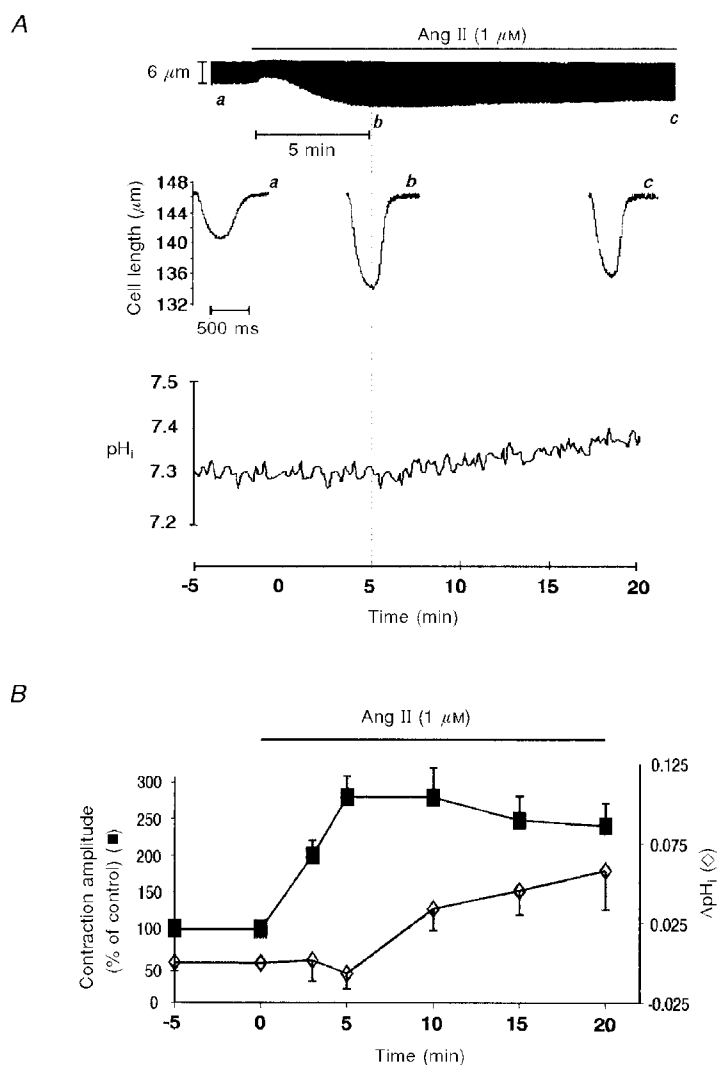 A
Ang II (1 μM)
6 μm
a
b
c
5 min
148
144
140
136
132
Cell length (μm)
a
b
c
500 ms
7.5
7.4
7.3
7.2
pHi
-5 0 5 10 15 20
Time (min)
B
Ang II (1 μM)
300
250
200
150
100
50
0
Contraction amplitude
(% of control) (■)
0.125
0.075
0.025
-0.025
ΛpHi (◇)
-5 0 5 10 15 20
Time (min)